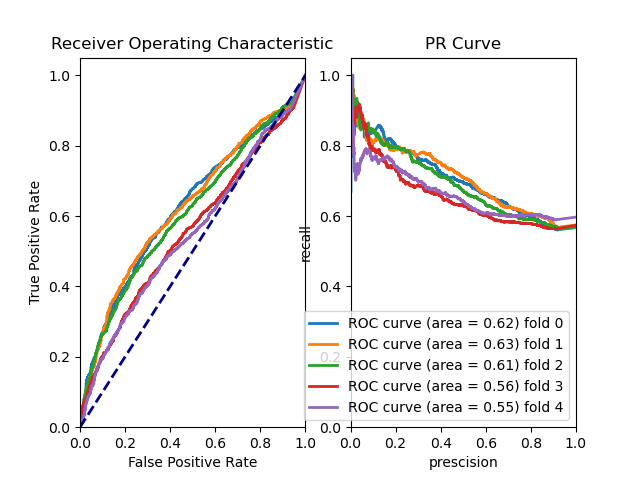 Receiver Operating Characteristic
1.0
0.8
0.6
0.4
0.2
0.0
True Positive Rate
0.0 0.2 0.4 0.6 0.8 1.0
False Positive Rate
PR Curve
1.0
0.8
0.6
0.4
0.2
0.0
recall
ROC curve (area = 0.62) fold 0
ROC curve (area = 0.63) fold 1
ROC curve (area = 0.61) fold 2
ROC curve (area = 0.56) fold 3
ROC curve (area = 0.55) fold 4
0.0 0.2 0.4 0.6 0.8 1.0
prescision